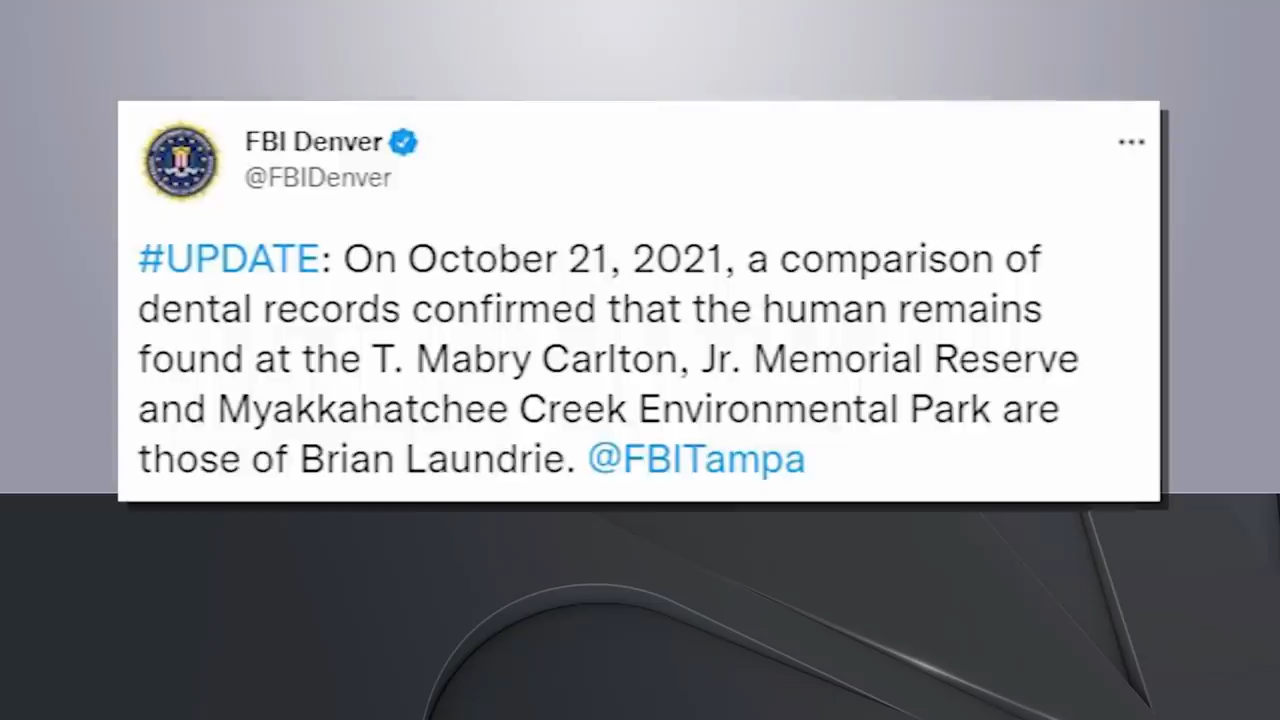 FBI Denver
@FBIDenver
#UPDATE: On October 21, 2021, a comparison of
dental records confirmed that the human remains
found at the T. Mabry Carlton, Jr. Memorial Reserve
and Myakkahatchee Creek Environmental Park are
those of Brian Laundrie. @FBITampa